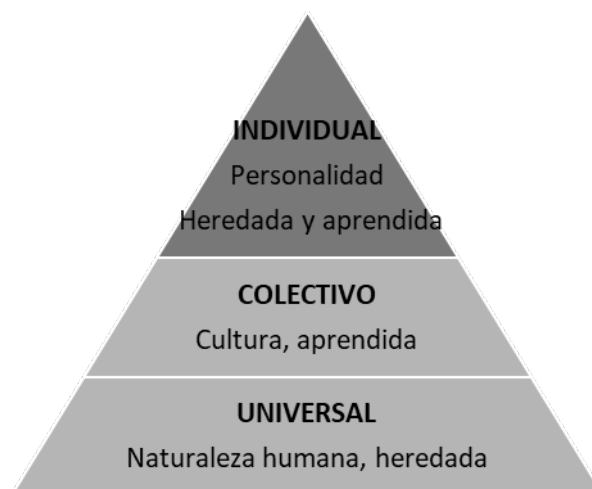 INDIVIDUAL
Personalidad
Heredada y aprendida
COLECTIVO
Cultura, aprendida
UNIVERSAL
Naturaleza humana, heredada